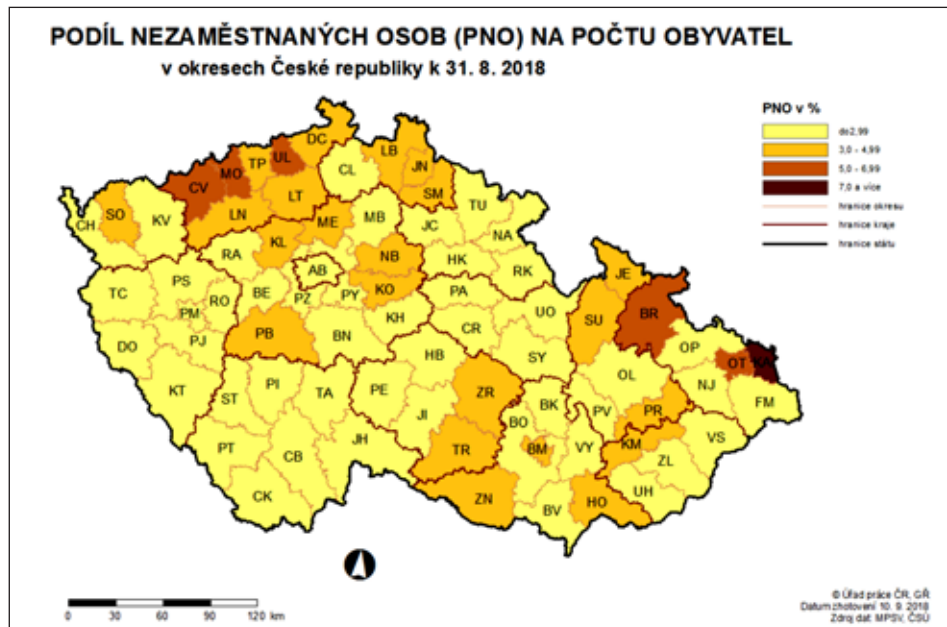 PODÍL NEZAMĚSTNANÝCH OSOB (PNO) NA POČTU OBYVATEL
v okresech České republiky k 31. 8. 2018
PNO v %
do2,99
3,0 - 4,99
5,0 - 6,99
7,0 a více
hranice okresu
hranice kraje
hranice státu
DC
LB
JN
UL
TP
MO
CL
SM
CV
LT
TU
SO
KV
LN
ME
MB
JC
CH
NA
KL
RA
NB
HK
RK
AB
JE
TC
PS
BE
PZ
PY
KO
PA
RO
UO
SU
BR
PM
KH
CR
OP
DO
PJ
PB
BN
SY
OT
KA
HB
OL
NJ
KT
PI
TA
PE
ZR
FM
ST
BK
JI
BO
PV
PR
VS
PT
JH
TR
BM
VY
KM
CB
ZL
CK
ZN
BV
HO
UH
0 30 60 90 120 km
© Úřad práce ČR, GŘ
Datum zhotovení 10. 9. 2018
Zdroj dat: MPSV, ČSÚ